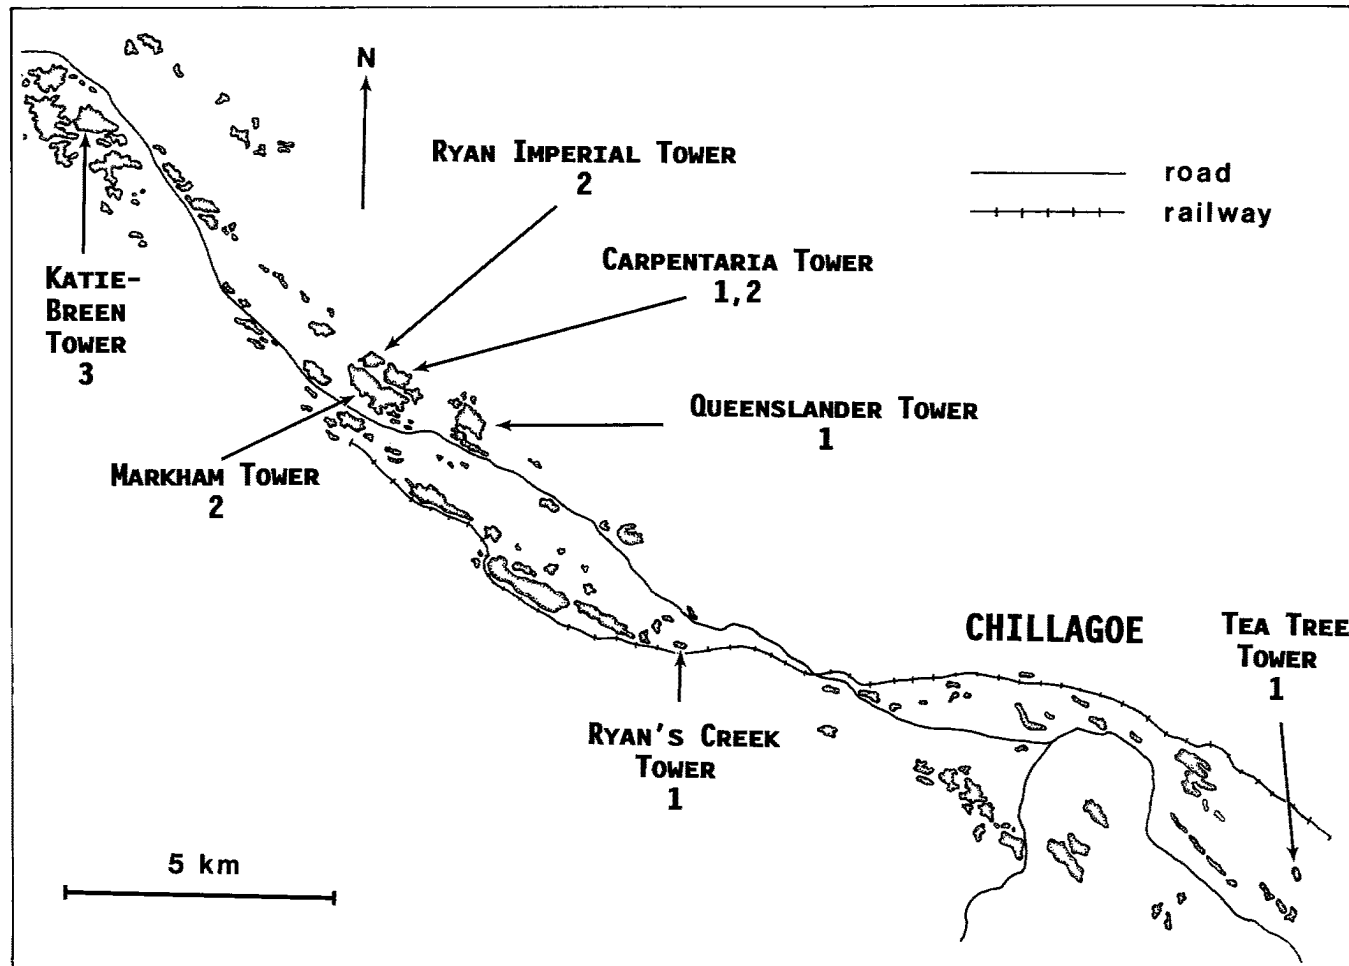 N
RYAN IMPERIAL TOWER
2
road
railway
CARPENTARIA TOWER
1,2
KATIE-
BREEN
TOWER
3
QUEENSLANDER TOWER
1
MARKHAM TOWER
2
CHILLAGOE
TEA TREE
TOWER
1
RYAN'S CREEK
TOWER
1
5 km